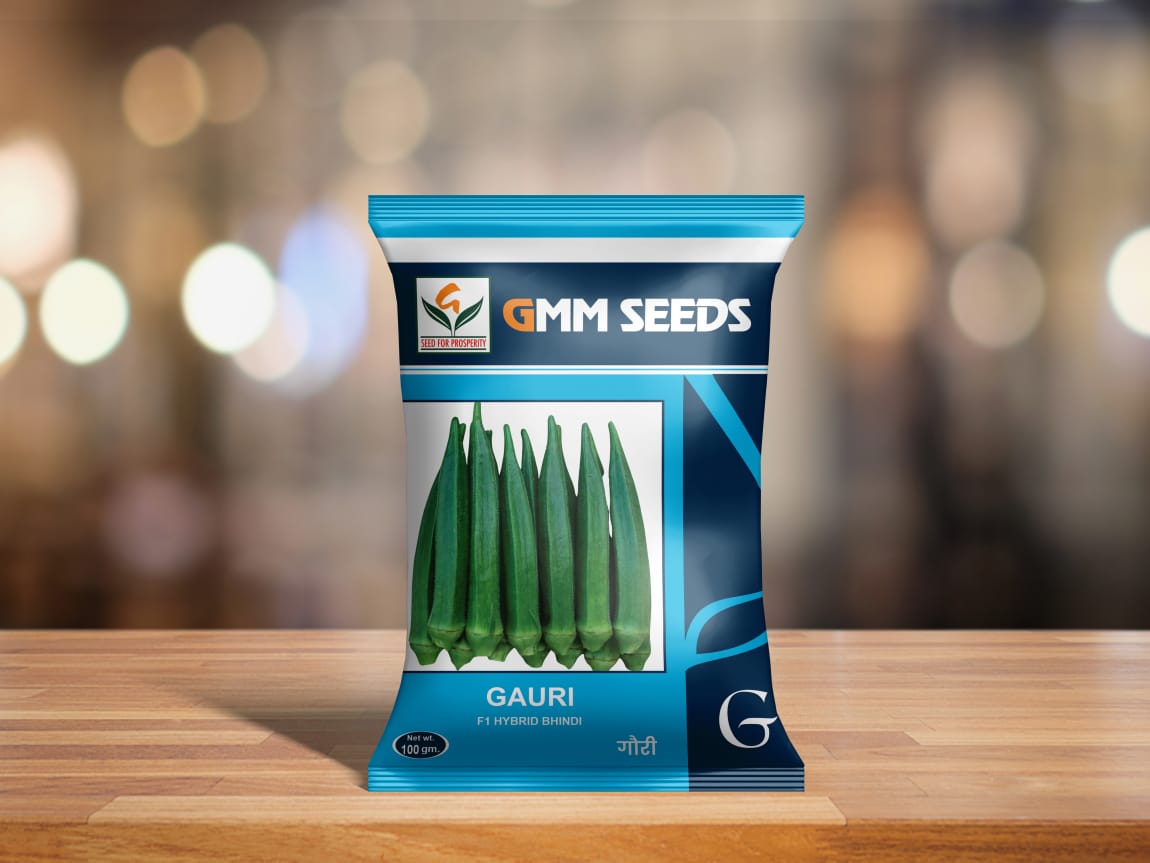 G
SEED FOR PROSPERITY
GMM SEEDS
GAURI
F1 HYBRID BHINDI
Net wt.
100 gm.
गौरी
G